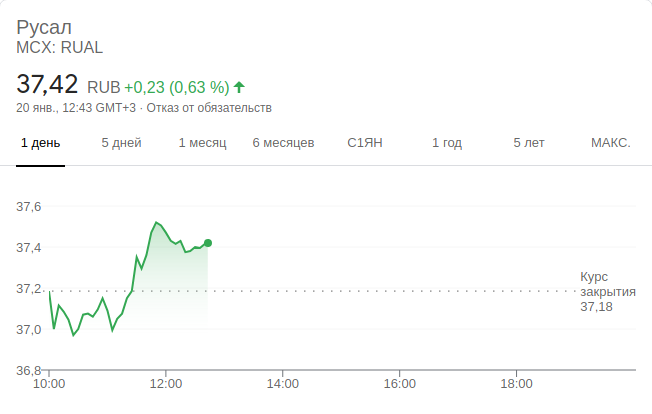 Русал
MCX: RUAL
37,42 RUB +0,23 (0,63 %)
20 янв., 12:43 GMT+3 · Отказ от обязательств
1 день 5 дней 1 месяц 6 месяцев С1ЯН 1 год 5 лет МАКС.
37,6
37,4
37,2
37,0
36,8
Курс
закрытия
37,18
10:00 12:00 14:00 16:00 18:00